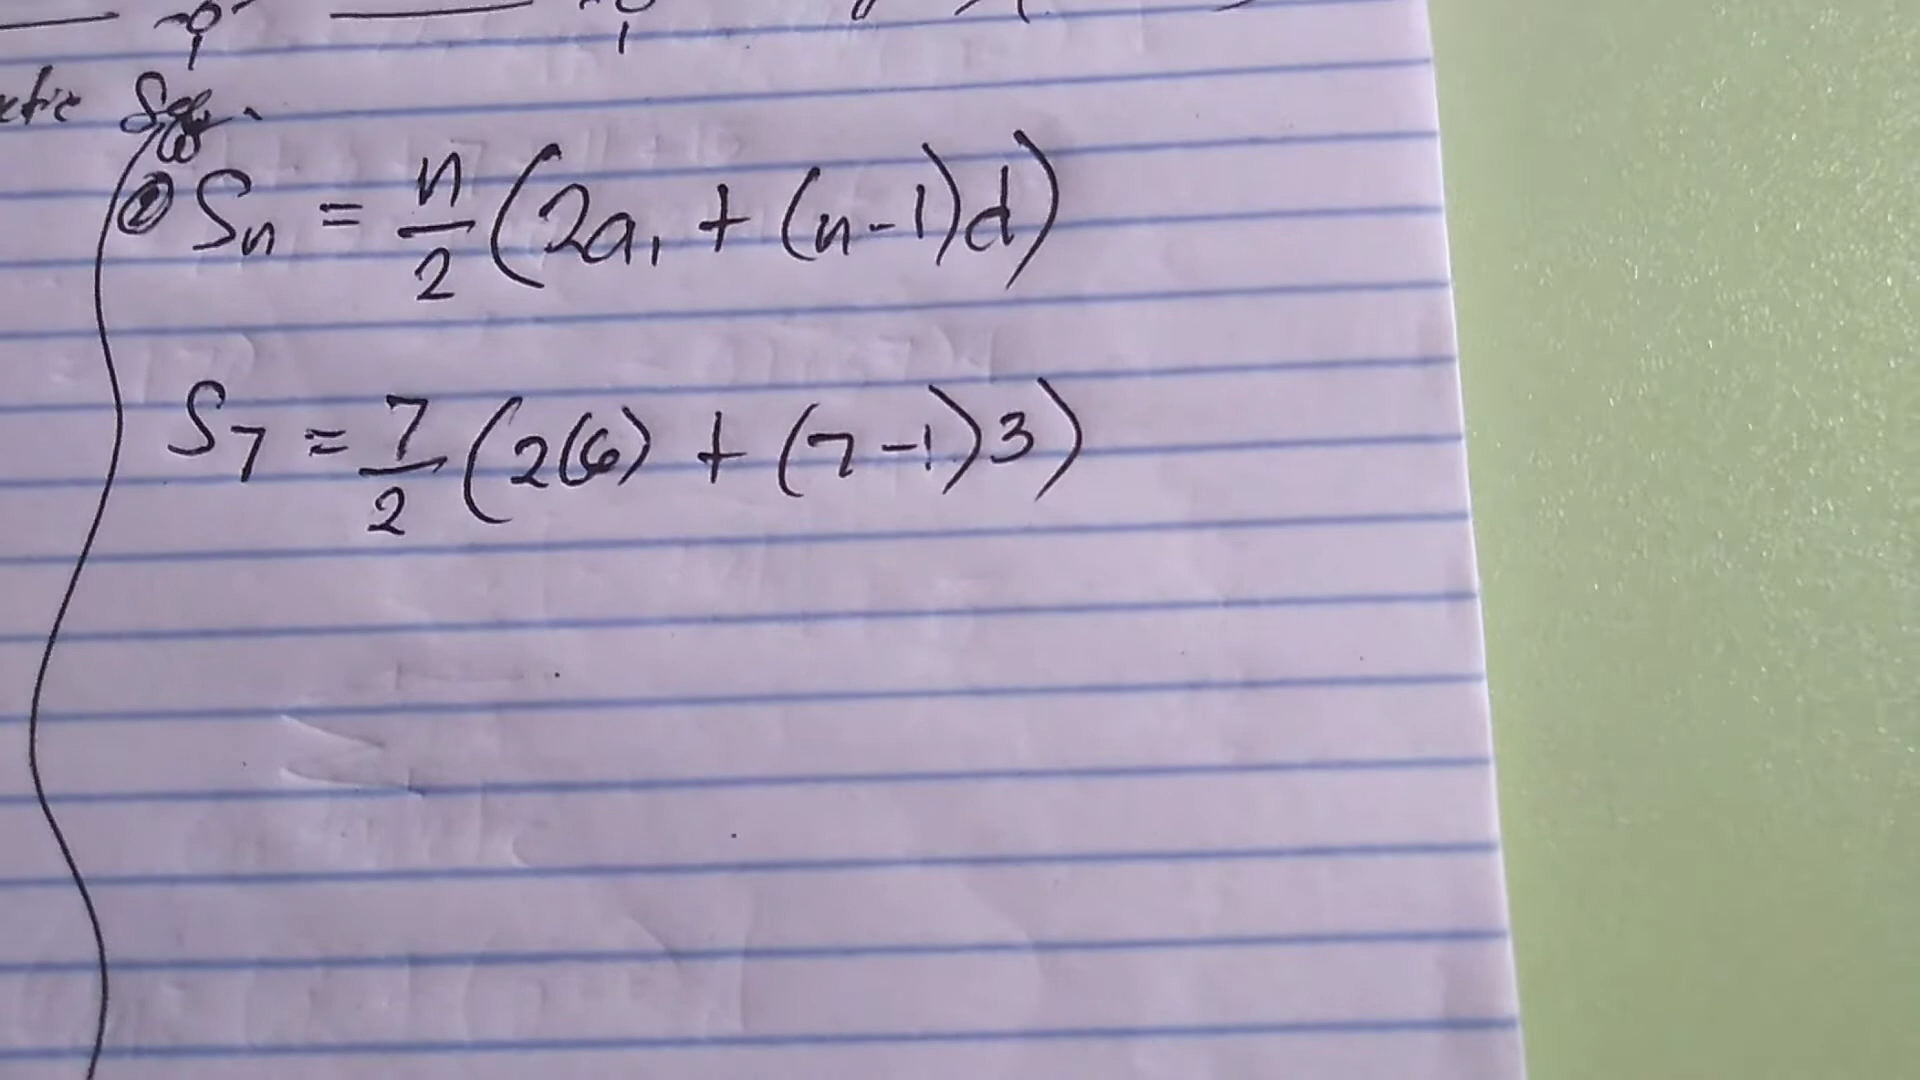 Sₙ = n/2 (2a₁ + (n-1)d)
S₇ = 7/2 (2(6) + (7-1)3)